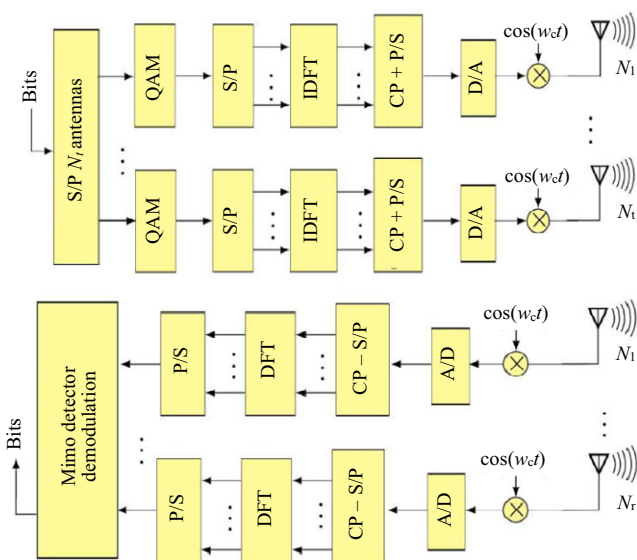 Bits
S/P Nt antennas
QAM
S/P
IDFT
CP + P/S
D/A
cos(wct)
N1
QAM
S/P
IDFT
CP + P/S
D/A
cos(wct)
Nt
Bits
Mimo detector
demodulation
P/S
DFT
CP – S/P
A/D
cos(wct)
N1
P/S
DFT
CP – S/P
A/D
cos(wct)
Nr